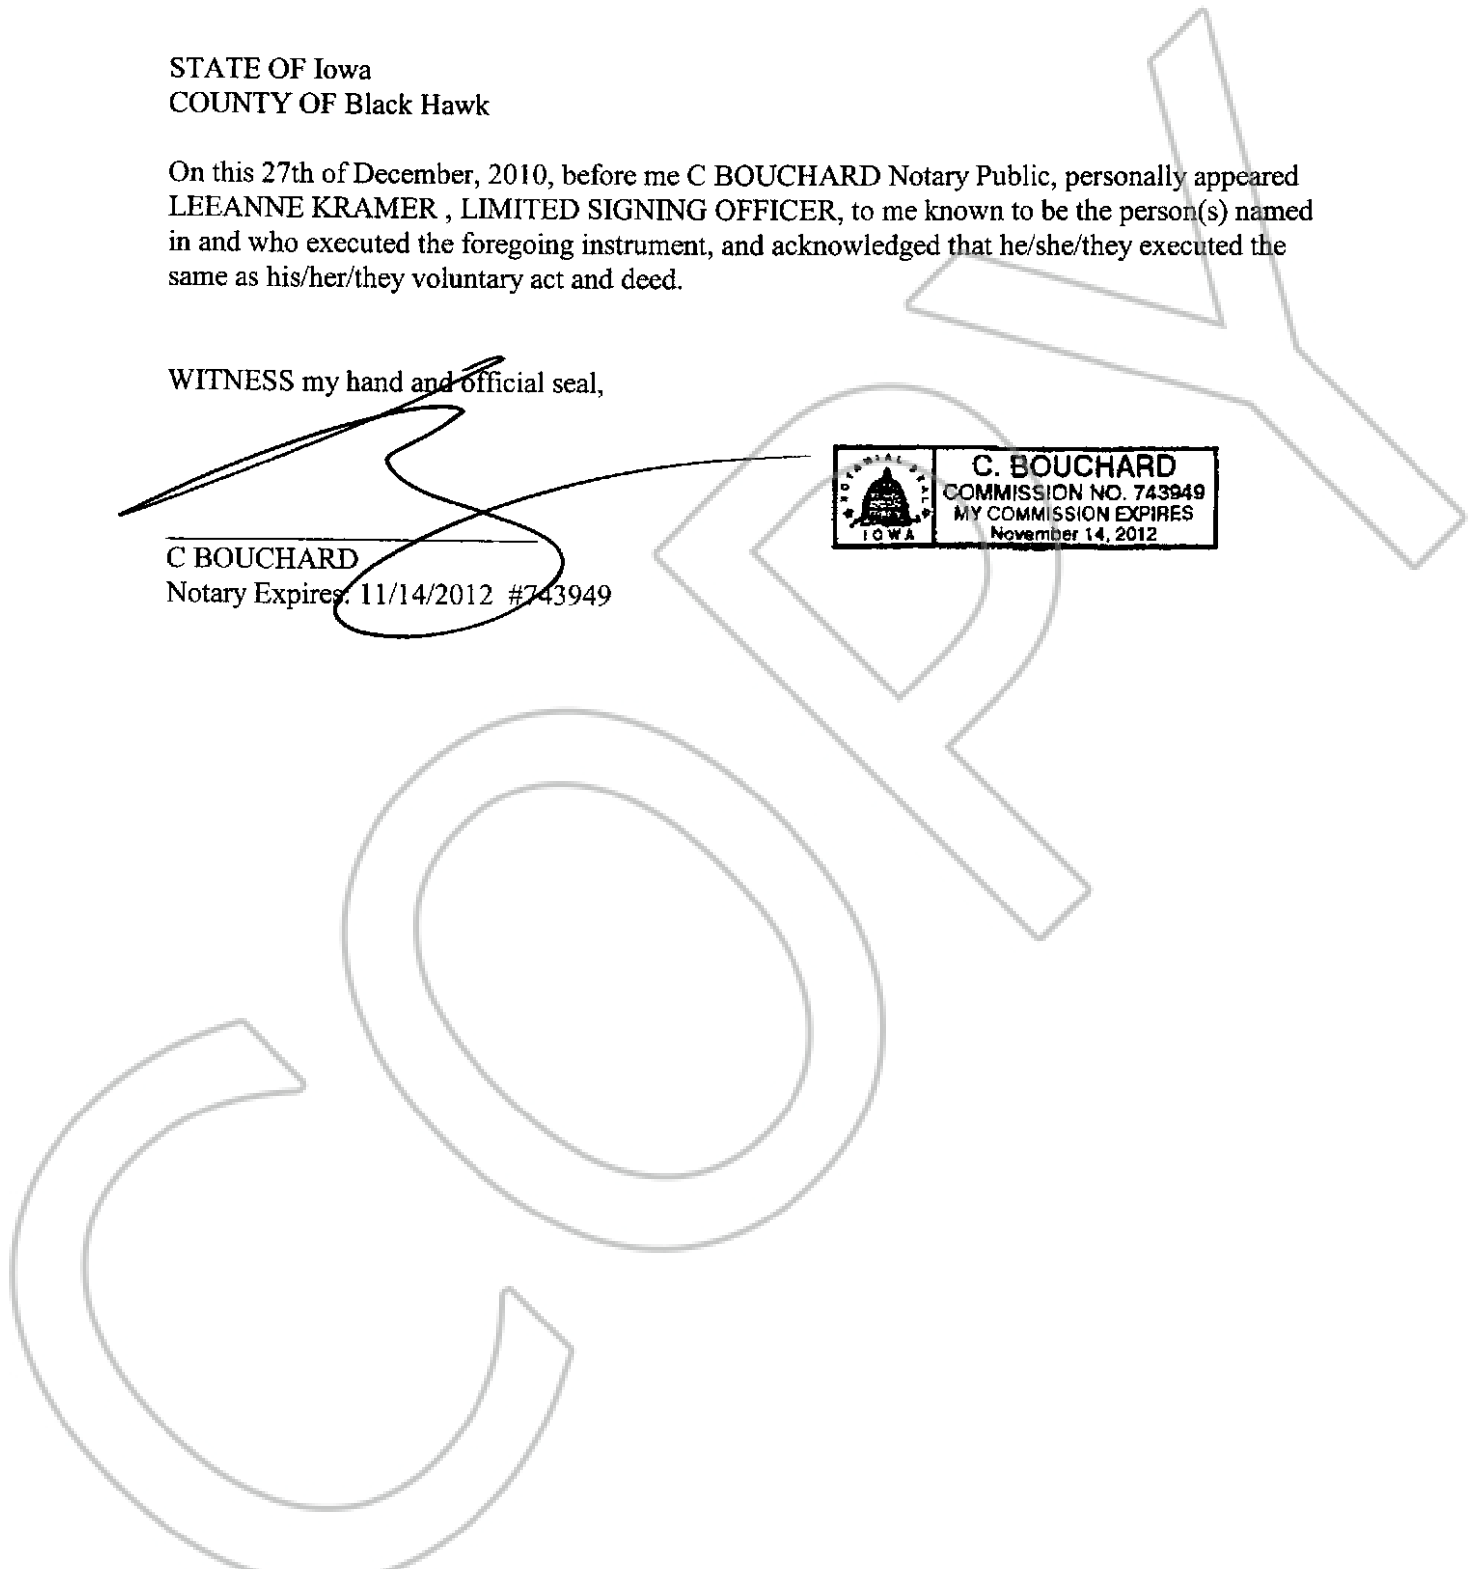 STATE OF Iowa
COUNTY OF Black Hawk
On this 27th of December, 2010, before me C BOUCHARD Notary Public, personally appeared
LEEANNE KRAMER , LIMITED SIGNING OFFICER, to me known to be the person(s) named
in and who executed the foregoing instrument, and acknowledged that he/she/they executed the
same as his/her/they voluntary act and deed.
WITNESS my hand and official seal,
C BOUCHARD
Notary Expires: 11/14/2012 #743949
NOTARIAL SEAL
IOWA
C. BOUCHARD
COMMISSION NO. 743949
MY COMMISSION EXPIRES
November 14, 2012
COPY